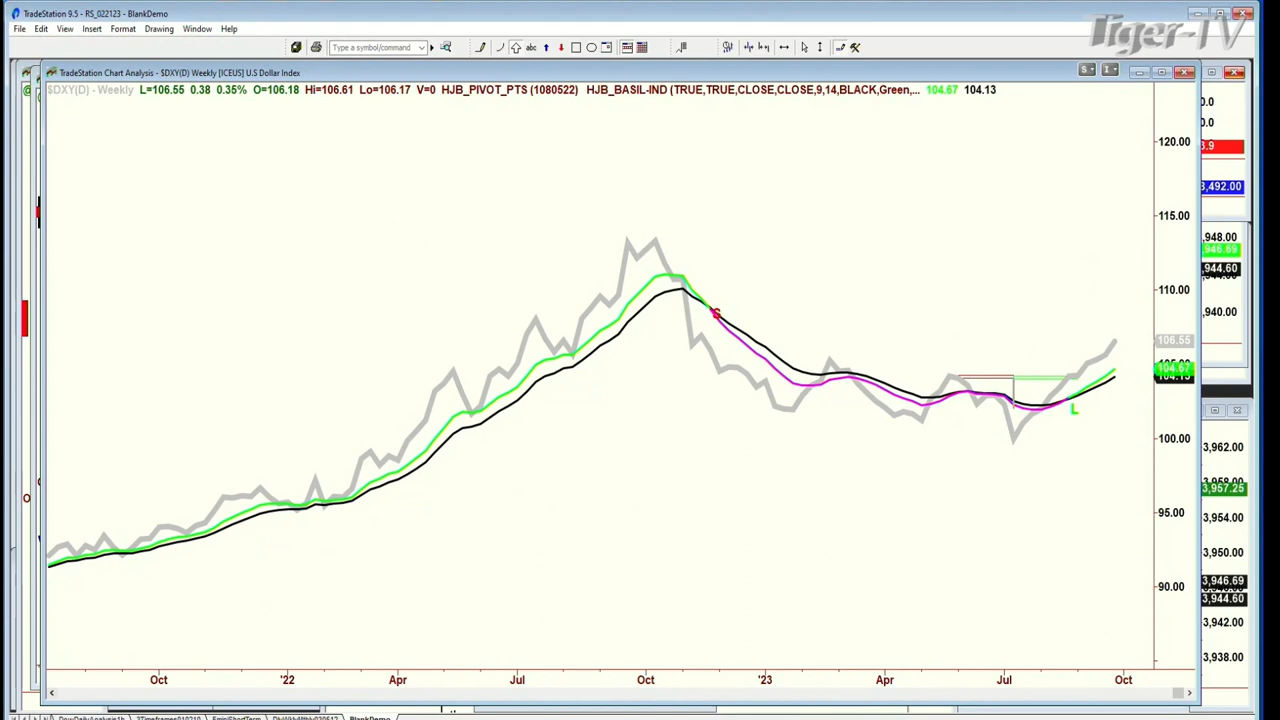 TradeStation 9.5 - RS_022123 - BlankDemo
Tiger-TV
File Edit View Insert Format Drawing Window Help
Type a symbol/command
abc
TradeStation Chart Analysis - $DXY(D) Weekly [ICEUS] U.S Dollar Index
S
I
$DXY(D) - Weekly L=106.55 0.38 0.35% O=106.18 Hi=106.61 Lo=106.17 V=0 HJB_PIVOT_PTS (1080522) HJB_BASIL-IND (TRUE,TRUE,CLOSE,CLOSE,9,14,BLACK,Green,... 104.67 104.13
120.00
3,492.00
115.00
,948.00
,946.69
,944.60
110.00
,940.00
S
106.55
104.67
L
100.00
3,962.00
3,957.25
95.00
3,954.00
3,950.00
90.00
3,946.69
3,944.60
3,942.00
3,938.00
Oct '22 Apr Jul Oct '23 Apr Jul Oct
BlankDemo